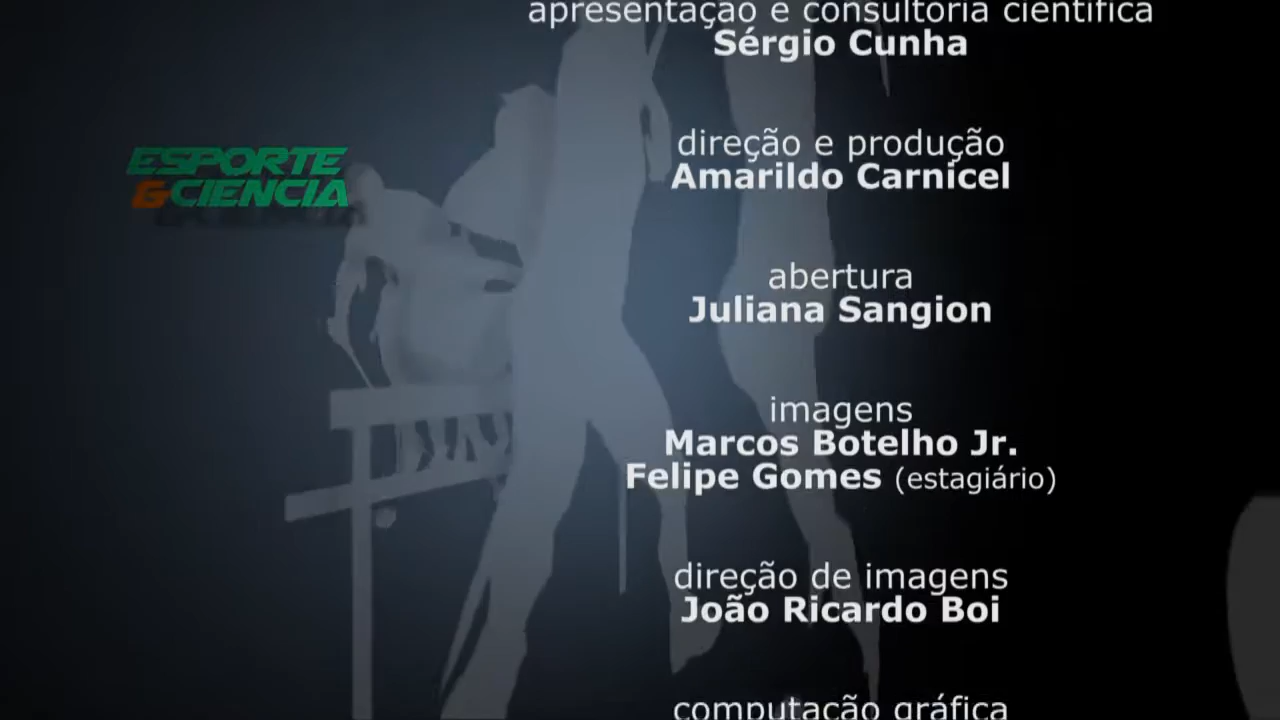 apresentação e consultoria científica
Sérgio Cunha
ESPORTE
&CIENCIA
direção e produção
Amarildo Carnicel
abertura
Juliana Sangion
imagens
Marcos Botelho Jr.
Felipe Gomes (estagiário)
direção de imagens
João Ricardo Boi
computação gráfica